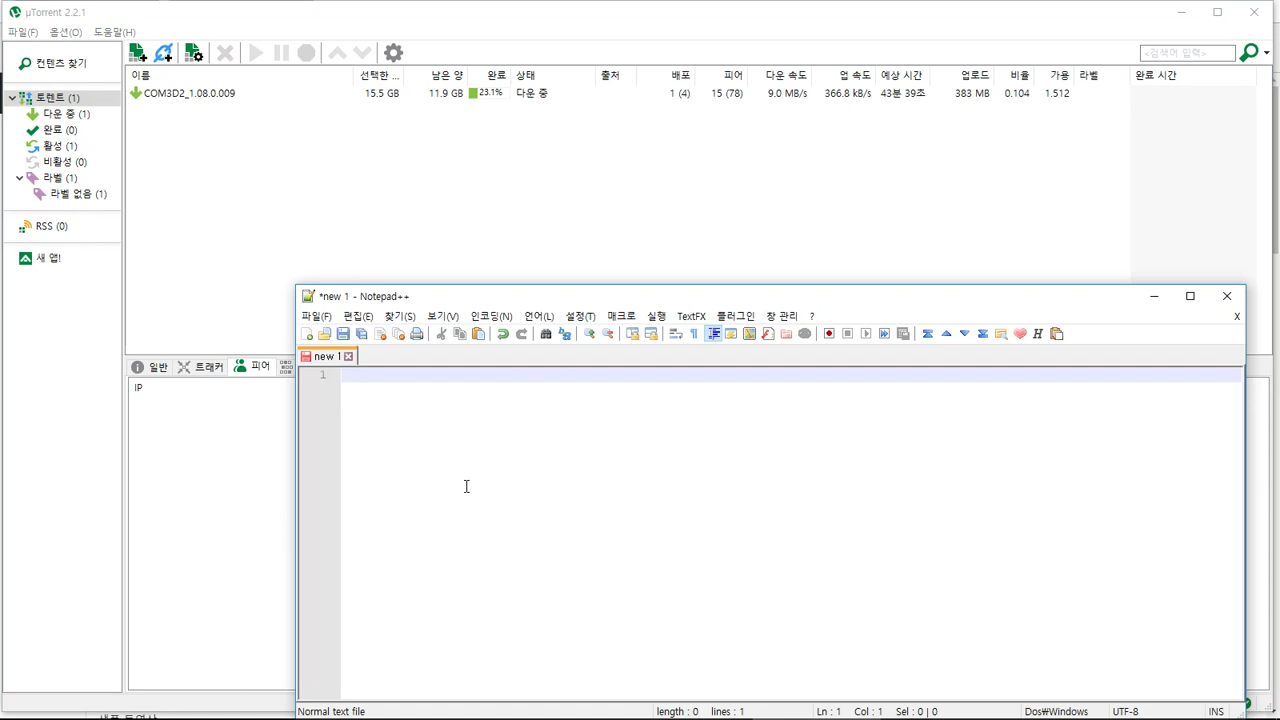 µTorrent 2.2.1
파일(F) 옵션(O) 도움말(H)
컨텐츠 찾기
<검색어 입력>
이름 선택한 ... 남은 양 완료 상태 출처 배포 피어 다운 속도 업 속도 예상 시간 업로드 비율 가용 라벨 완료 시간
COM3D2_1.08.0.009 15.5 GB 11.9 GB 23.1% 다운 중 1 (4) 15 (78) 9.0 MB/s 366.8 kB/s 43분 39초 383 MB 0.104 1.512
토렌트 (1)
다운 중 (1)
완료 (0)
활성 (1)
비활성 (0)
라벨 (1)
라벨 없음 (1)
RSS (0)
새 앱!
일반 트래커 피어
IP
*new 1 - Notepad++
파일(F) 편집(E) 찾기(S) 보기(V) 인코딩(N) 언어(L) 설정(T) 매크로 실행 TextFX 플러그인 창 관리 ? X
new 1
1
Normal text file length : 0 lines : 1 Ln : 1 Col : 1 Sel : 0 | 0 Dos₩Windows UTF-8 INS